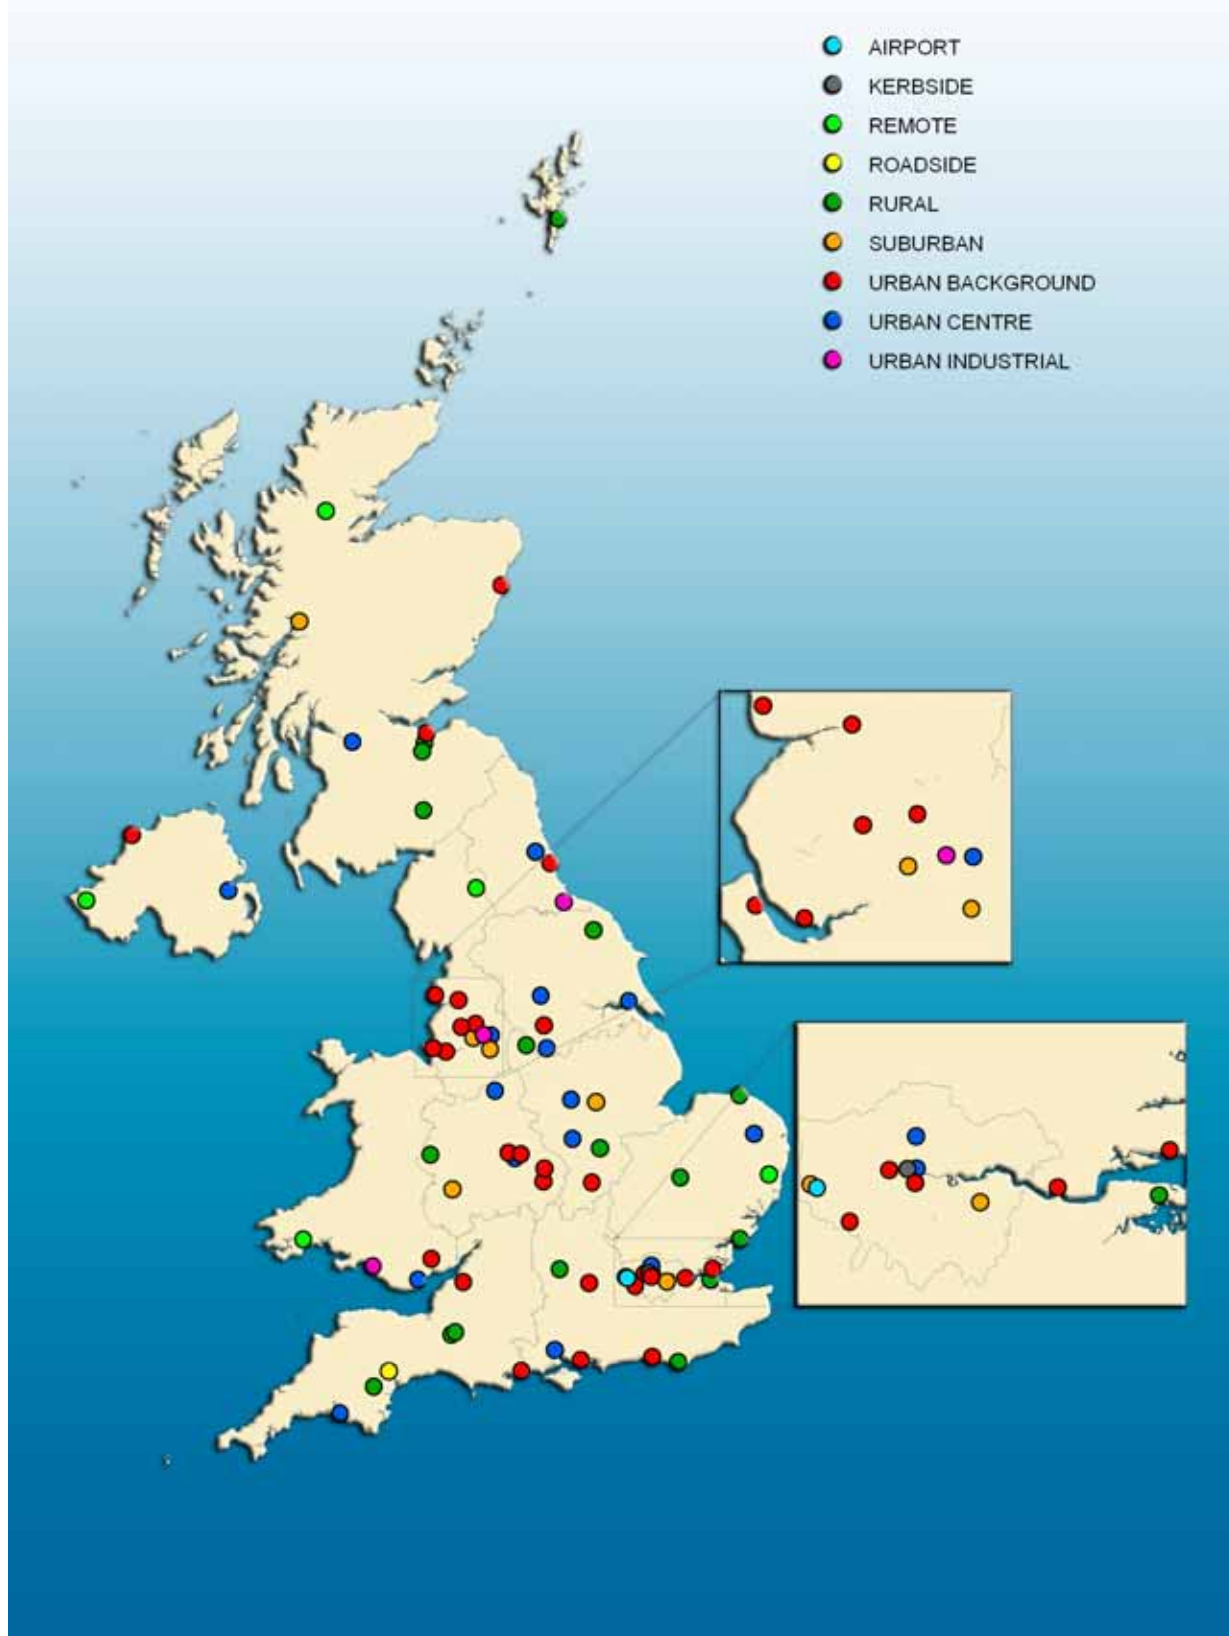 AIRPORT
KERBSIDE
REMOTE
ROADSIDE
RURAL
SUBURBAN
URBAN BACKGROUND
URBAN CENTRE
URBAN INDUSTRIAL